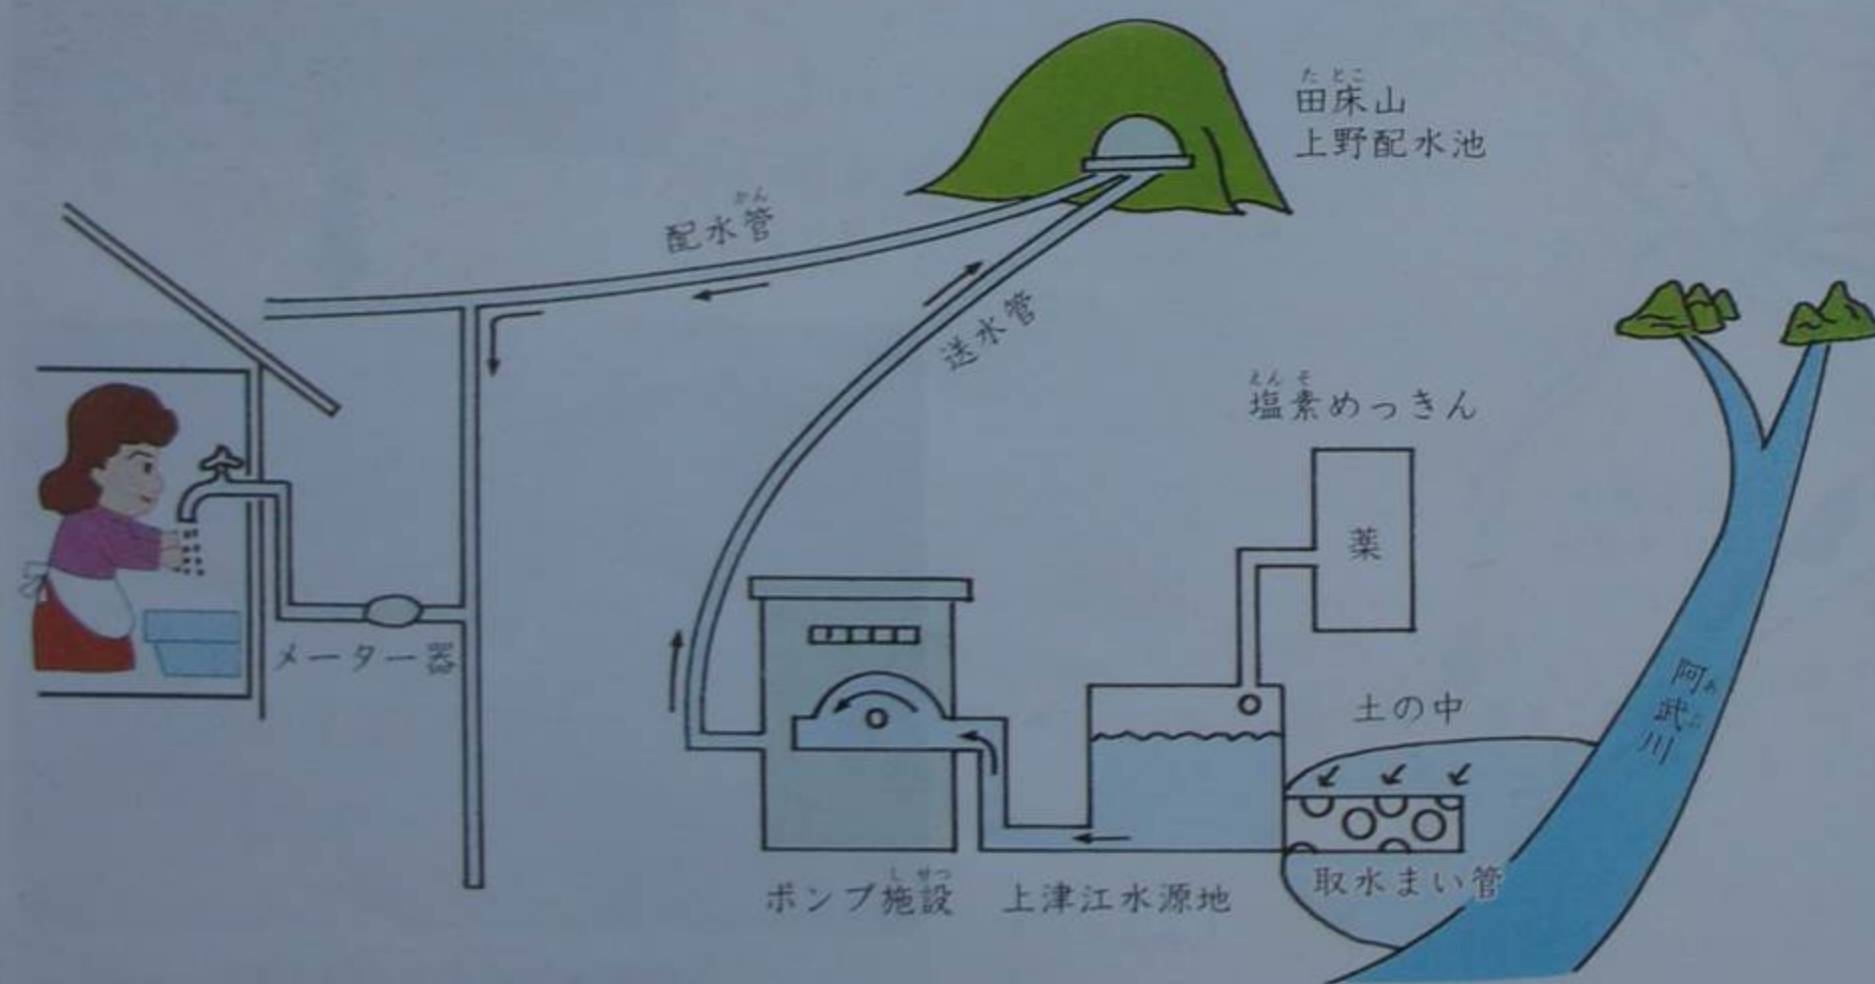 田床山
上野配水池
配水管
送水管
塩素めっきん
薬
メーター器
土の中
阿武川
ポンプ施設
上津江水源地
取水まい管